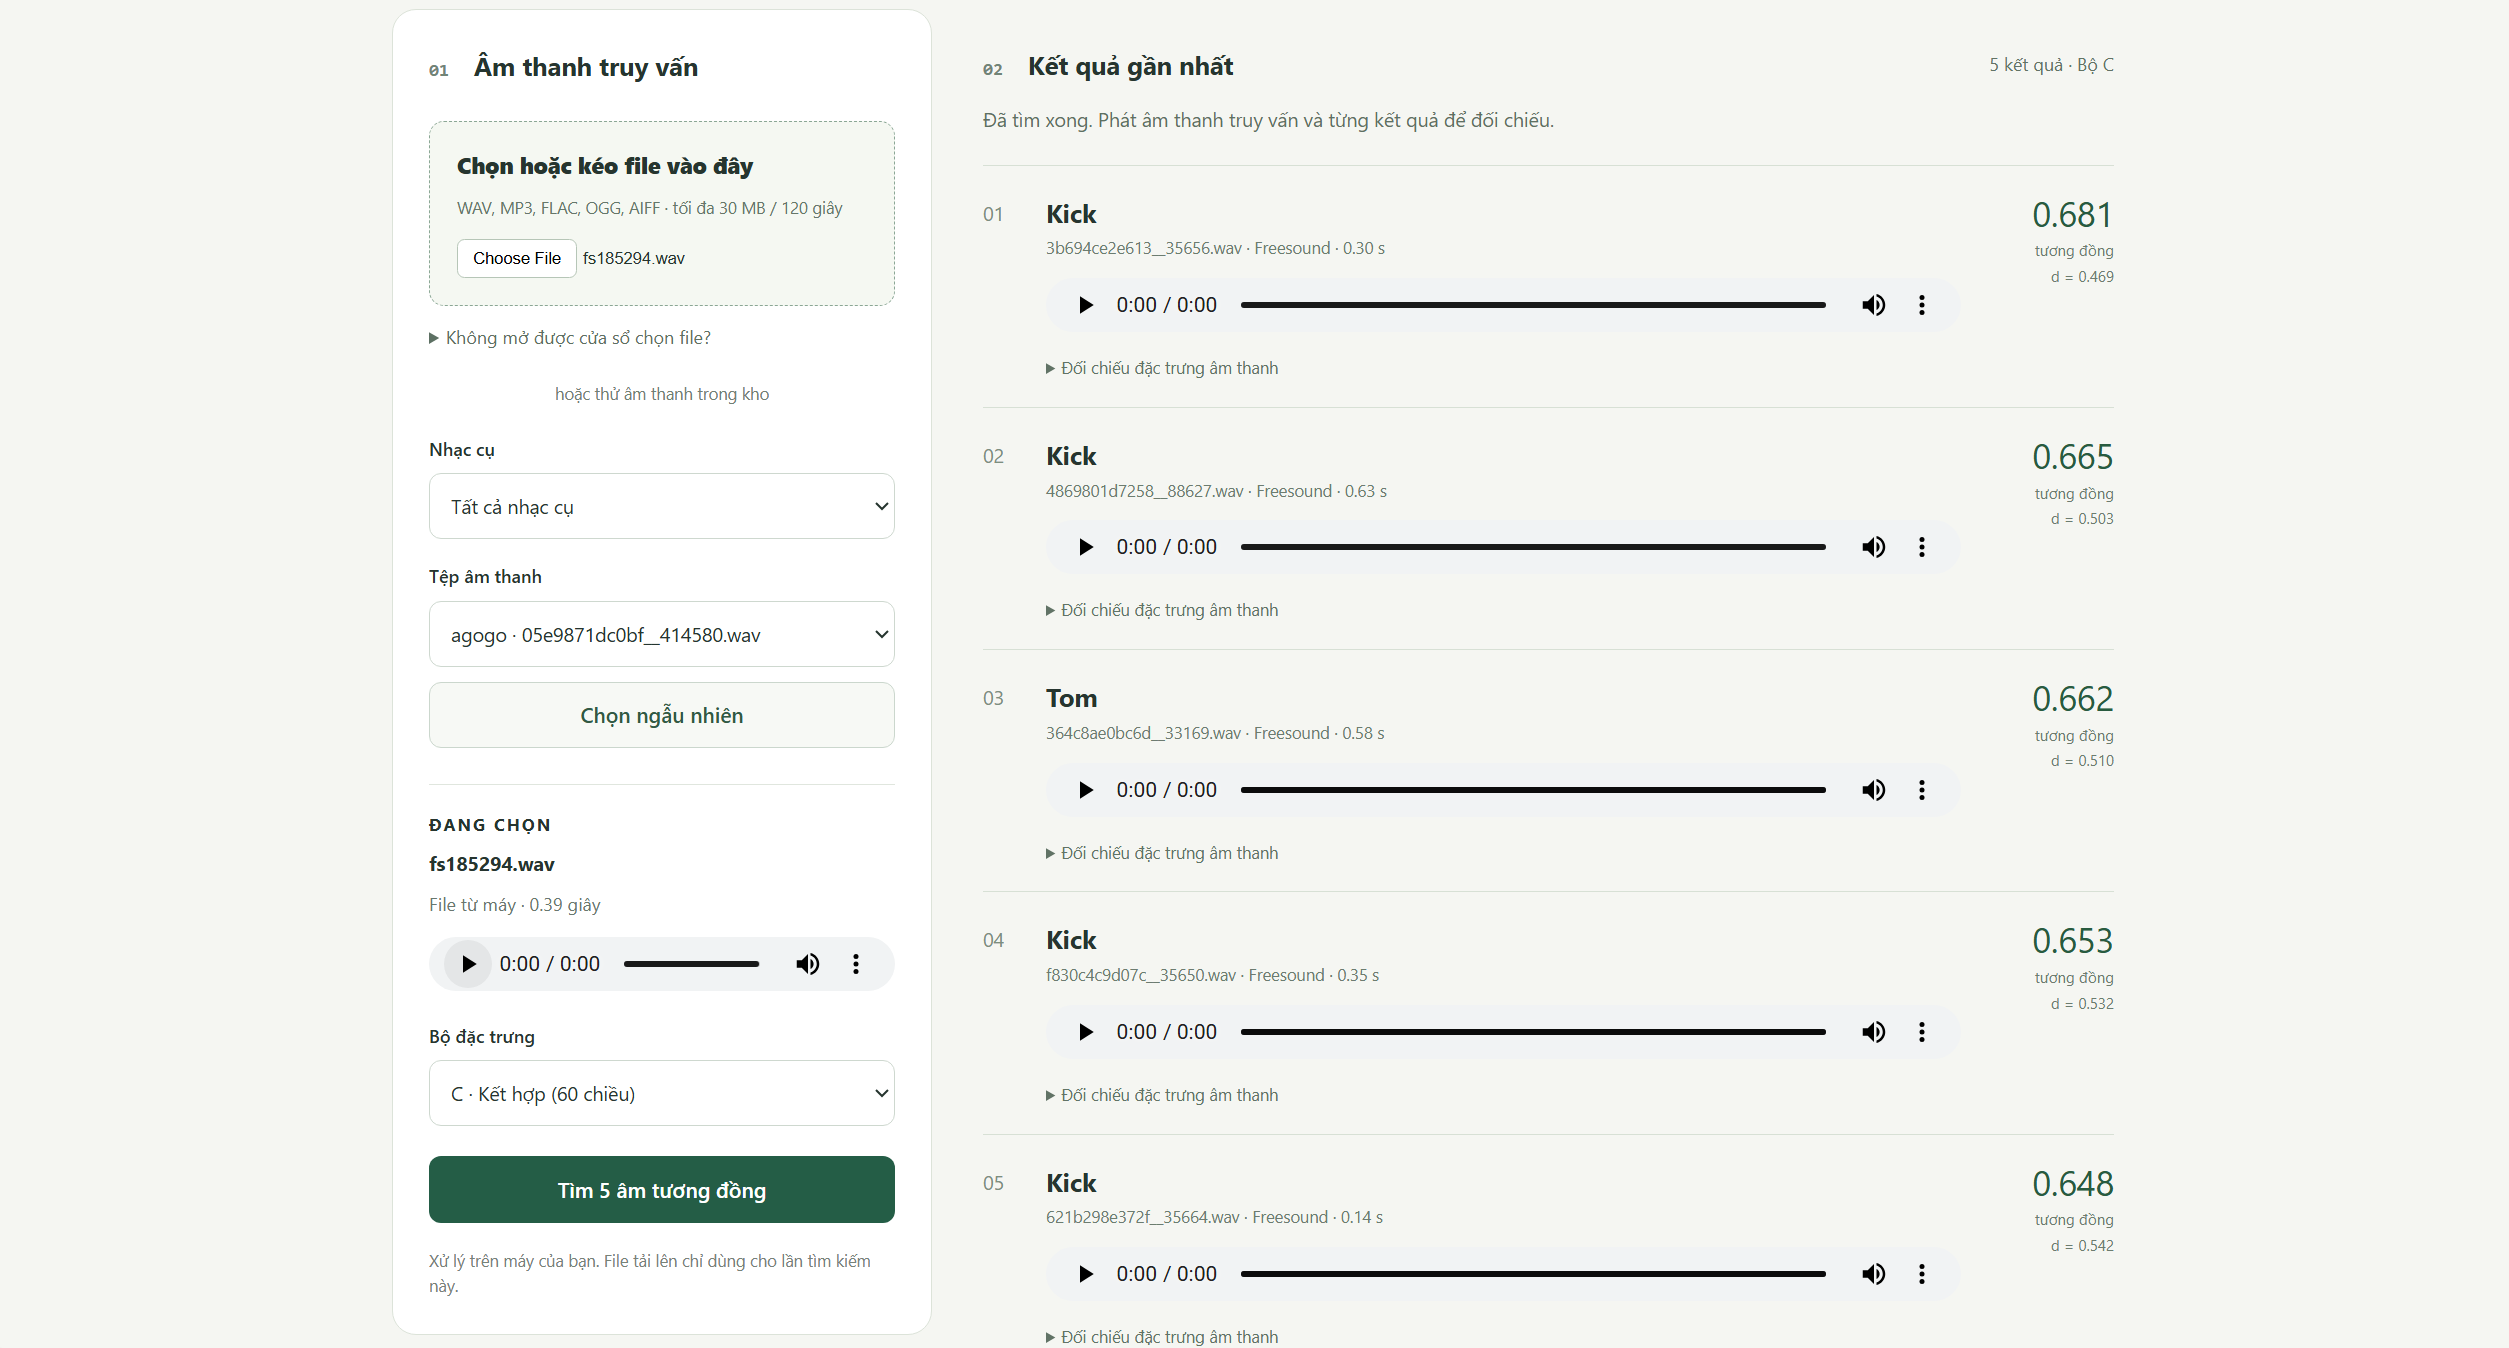 01 Âm thanh truy vấn
Chọn hoặc kéo file vào đây
WAV, MP3, FLAC, OGG, AIFF · tối đa 30 MB / 120 giây
Choose File fs185294.wav
Không mở được cửa sổ chọn file?
hoặc thử âm thanh trong kho
Nhạc cụ
Tất cả nhạc cụ
Tệp âm thanh
agogo · 05e9871dc0bf__414580.wav
Chọn ngẫu nhiên
ĐANG CHỌN
fs185294.wav
File từ máy · 0.39 giây
0:00 / 0:00
Bộ đặc trưng
C · Kết hợp (60 chiều)
Tìm 5 âm tương đồng
Xử lý trên máy của bạn. File tải lên chỉ dùng cho lần tìm kiếm
này.
02 Kết quả gần nhất
5 kết quả · Bộ C
Đã tìm xong. Phát âm thanh truy vấn và từng kết quả để đối chiếu.
01 Kick 0.681
3b694ce2e613__35656.wav · Freesound · 0.30 s
tương đồng
d = 0.469
0:00 / 0:00
Đối chiếu đặc trưng âm thanh
02 Kick 0.665
4869801d7258__88627.wav · Freesound · 0.63 s
tương đồng
d = 0.503
0:00 / 0:00
Đối chiếu đặc trưng âm thanh
03 Tom 0.662
364c8ae0bc6d__33169.wav · Freesound · 0.58 s
tương đồng
d = 0.510
0:00 / 0:00
Đối chiếu đặc trưng âm thanh
04 Kick 0.653
f830c4c9d07c__35650.wav · Freesound · 0.35 s
tương đồng
d = 0.532
0:00 / 0:00
Đối chiếu đặc trưng âm thanh
05 Kick 0.648
621b298e372f__35664.wav · Freesound · 0.14 s
tương đồng
d = 0.542
0:00 / 0:00
Đối chiếu đặc trưng âm thanh